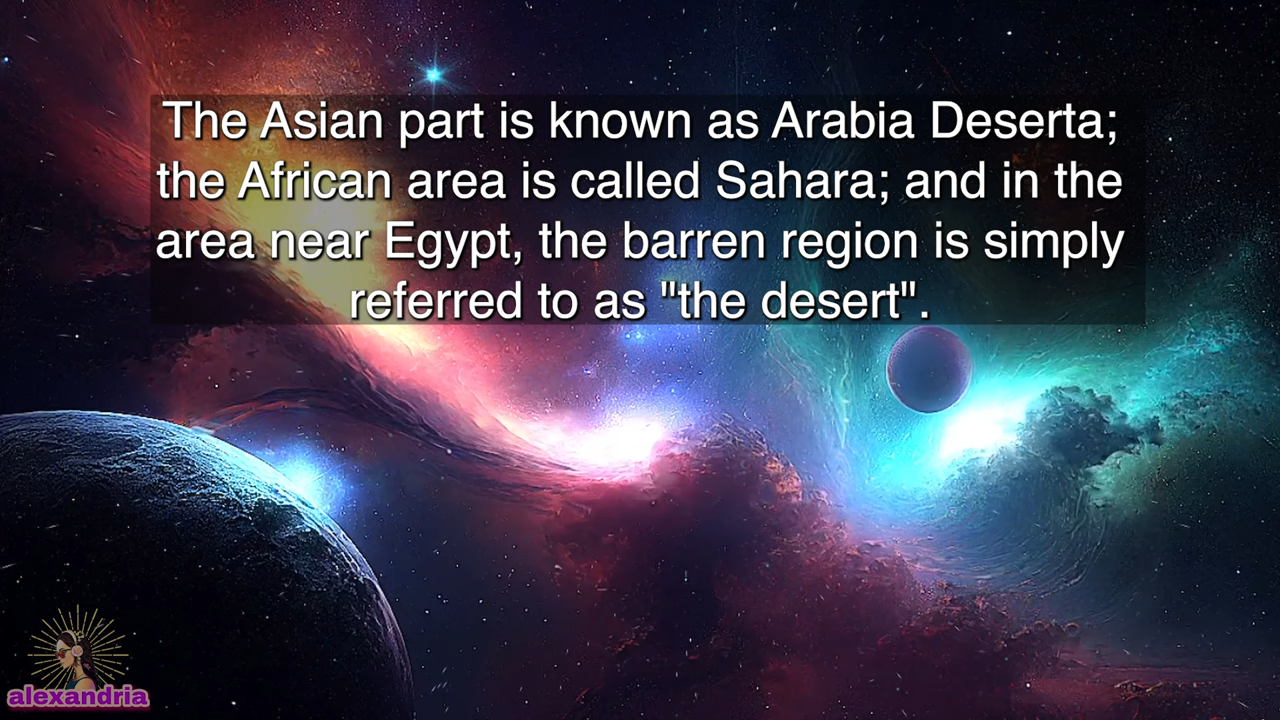 The Asian part is known as Arabia Deserta;
the African area is called Sahara; and in the
area near Egypt, the barren region is simply
referred to as "the desert".
alexandria